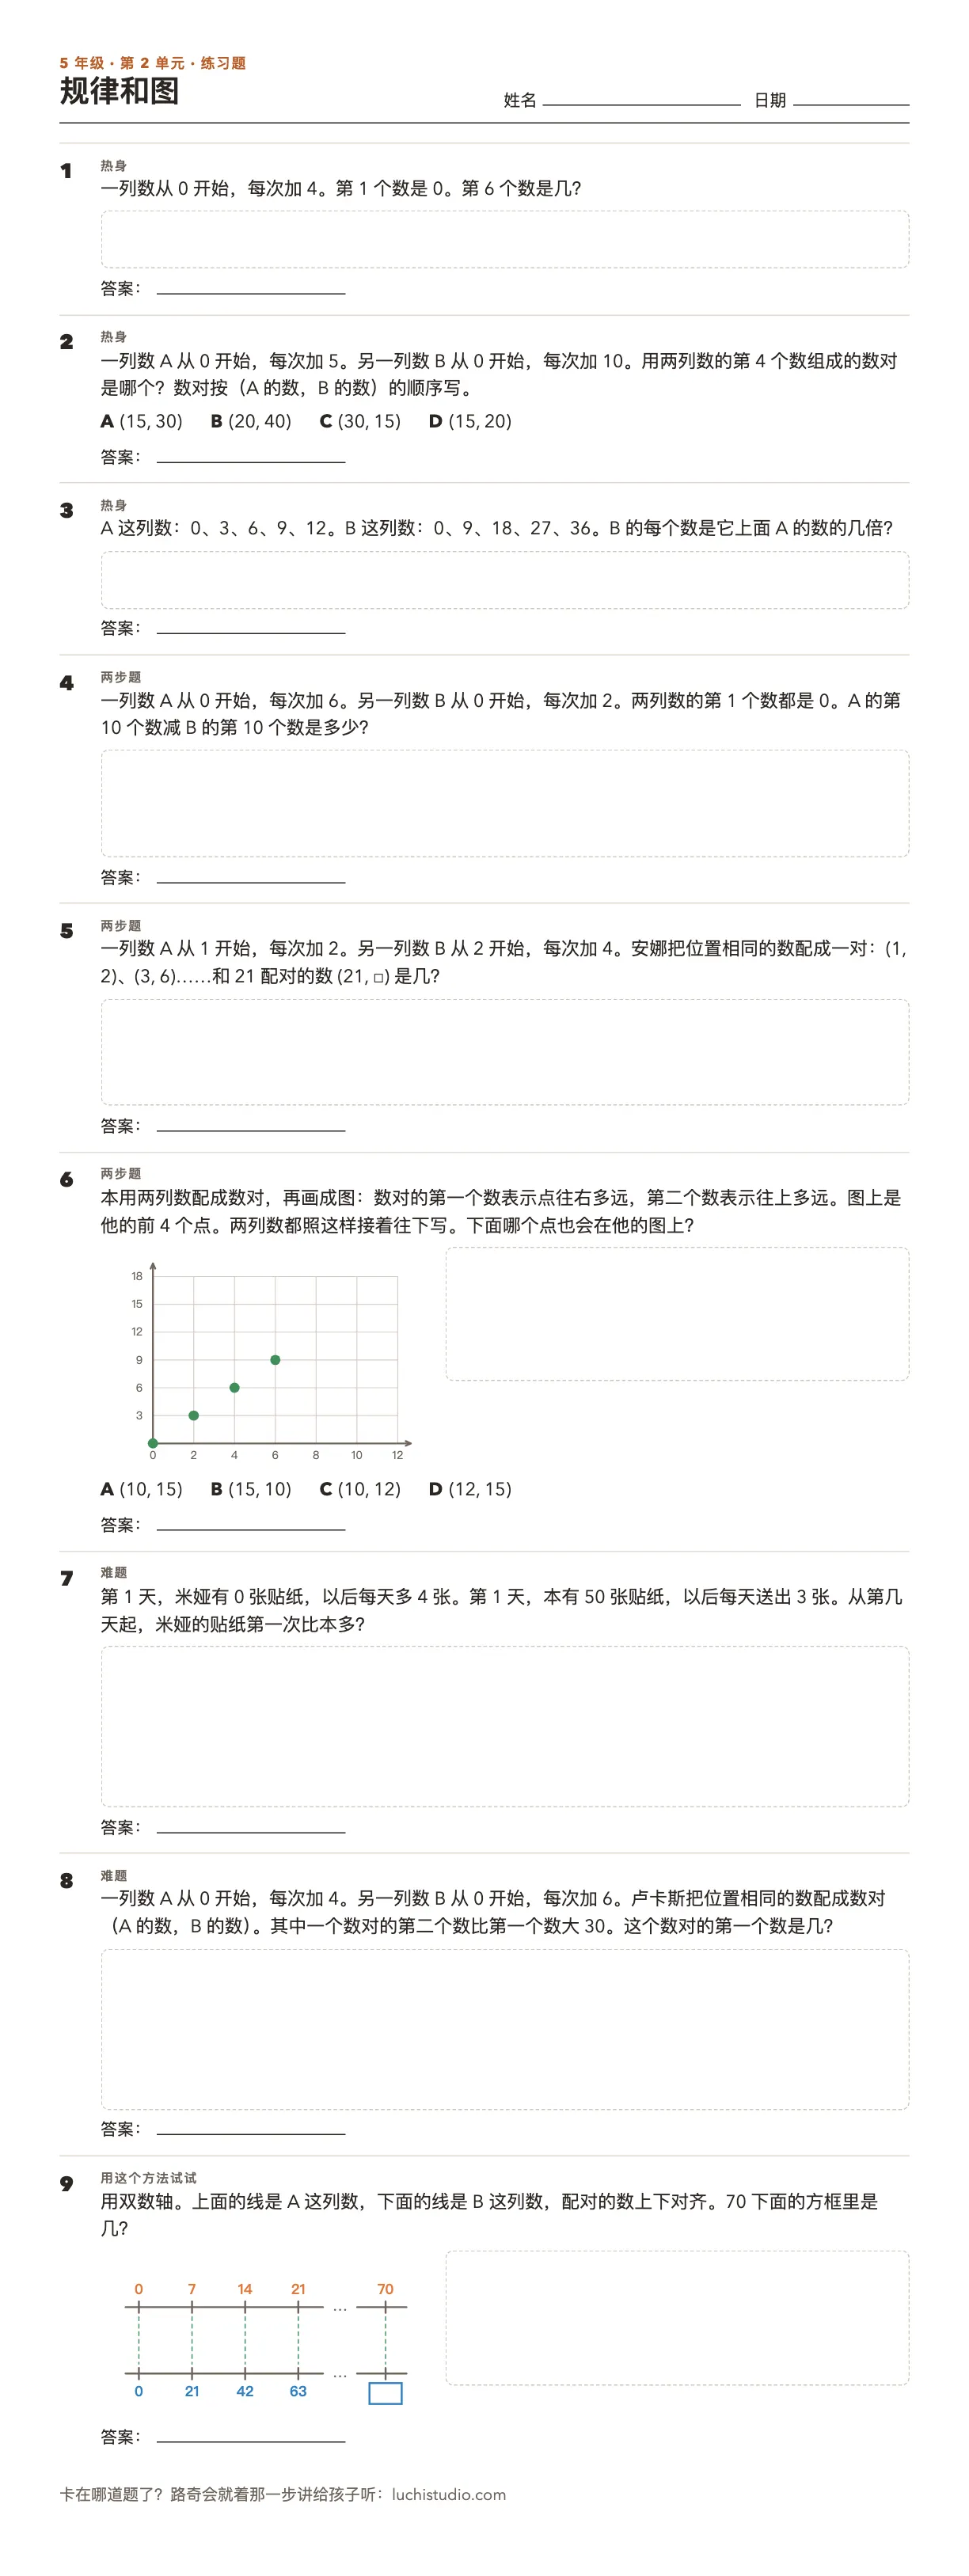 5 年级・第 2 单元・练习题
规律和图
姓名 日期
1
热身
一列数从 0 开始，每次加 4。第 1 个数是 0。第 6 个数是几？
答案：
2
热身
一列数 A 从 0 开始，每次加 5。另一列数 B 从 0 开始，每次加 10。用两列数的第 4 个数组成的数对
是哪个？数对按（A 的数，B 的数）的顺序写。
A (15, 30) B (20, 40) C (30, 15) D (15, 20)
答案：
3
热身
A 这列数：0、3、6、9、12。B 这列数：0、9、18、27、36。B 的每个数是它上面 A 的数的几倍？
答案：
4
两步题
一列数 A 从 0 开始，每次加 6。另一列数 B 从 0 开始，每次加 2。两列数的第 1 个数都是 0。A 的第
10 个数减 B 的第 10 个数是多少？
答案：
5
两步题
一列数 A 从 1 开始，每次加 2。另一列数 B 从 2 开始，每次加 4。安娜把位置相同的数配成一对：(1,
2)、(3, 6)……和 21 配对的数 (21, □) 是几？
答案：
6
两步题
本用两列数配成数对，再画成图：数对的第一个数表示点往右多远，第二个数表示往上多远。图上是
他的前 4 个点。两列数都照这样接着往下写。下面哪个点也会在他的图上？
18
15
12
9
6
3
0 2 4 6 8 10 12
A (10, 15) B (15, 10) C (10, 12) D (12, 15)
答案：
7
难题
第 1 天，米娅有 0 张贴纸，以后每天多 4 张。第 1 天，本有 50 张贴纸，以后每天送出 3 张。从第几
天起，米娅的贴纸第一次比本多？
答案：
8
难题
一列数 A 从 0 开始，每次加 4。另一列数 B 从 0 开始，每次加 6。卢卡斯把位置相同的数配成数对
（A 的数，B 的数）。其中一个数对的第二个数比第一个数大 30。这个数对的第一个数是几？
答案：
9
用这个方法试试
用双数轴。上面的线是 A 这列数，下面的线是 B 这列数，配对的数上下对齐。70 下面的方框里是
几？
0 7 14 21 70
...
...
0 21 42 63
答案：
卡在哪道题了？路奇会就着那一步讲给孩子听：luchistudio.com